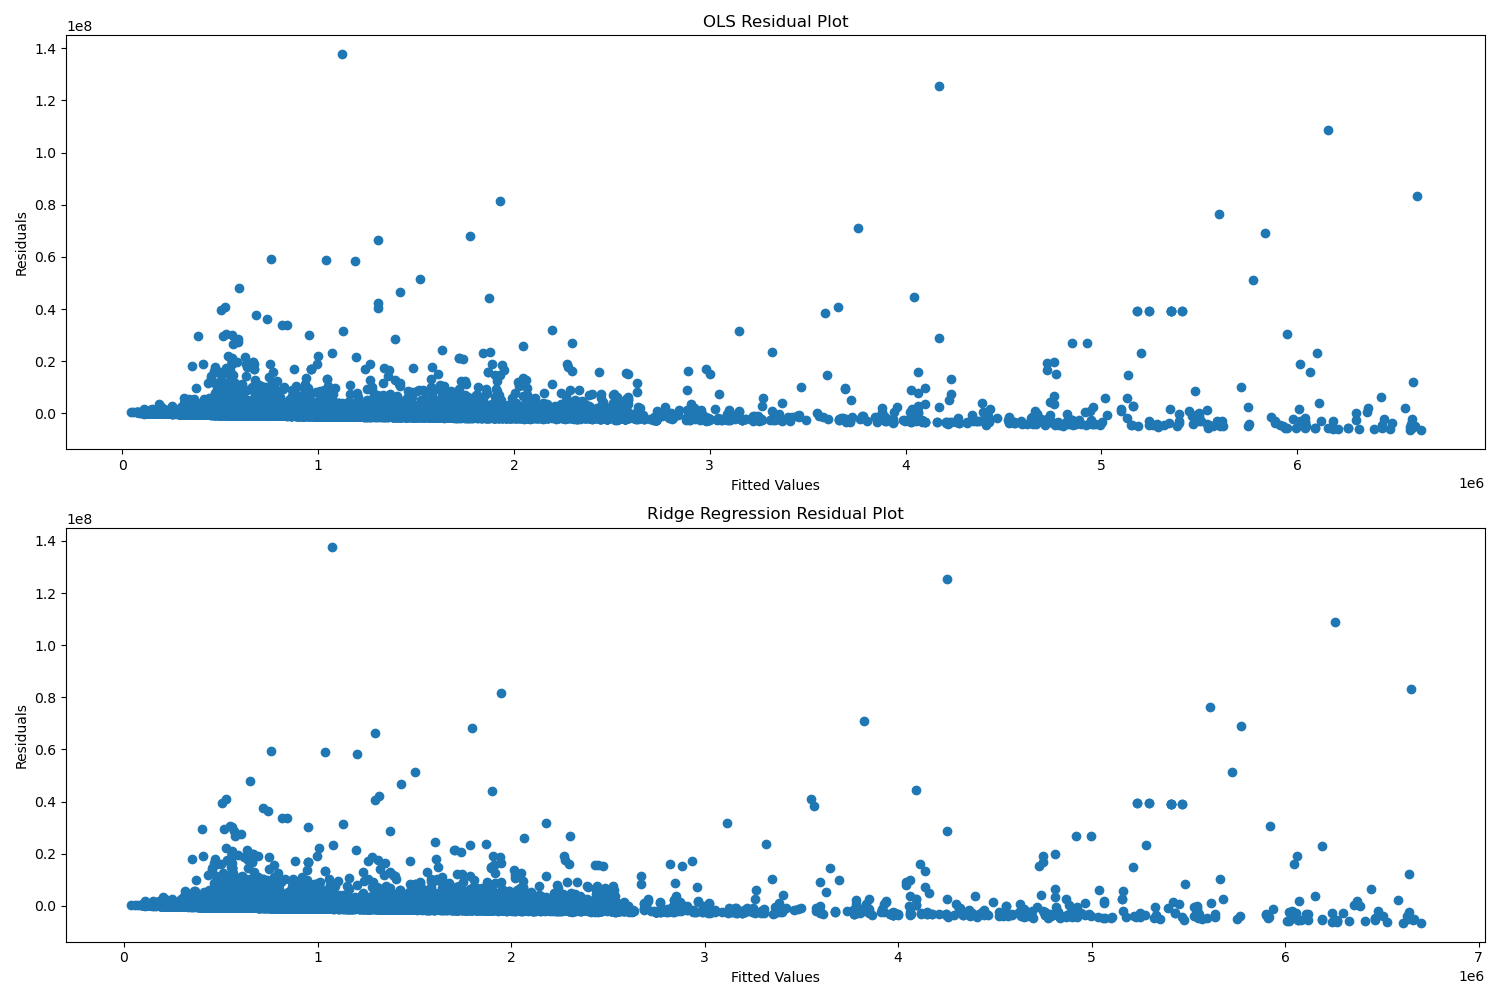 OLS Residual Plot
1e8
1.4
1.2
1.0
0.8
0.6
0.4
0.2
0.0
Residuals
0 1 2 3 4 5 6
1e6
Fitted Values
Ridge Regression Residual Plot
1e8
1.4
1.2
1.0
0.8
0.6
0.4
0.2
0.0
Residuals
0 1 2 3 4 5 6 7
1e6
Fitted Values